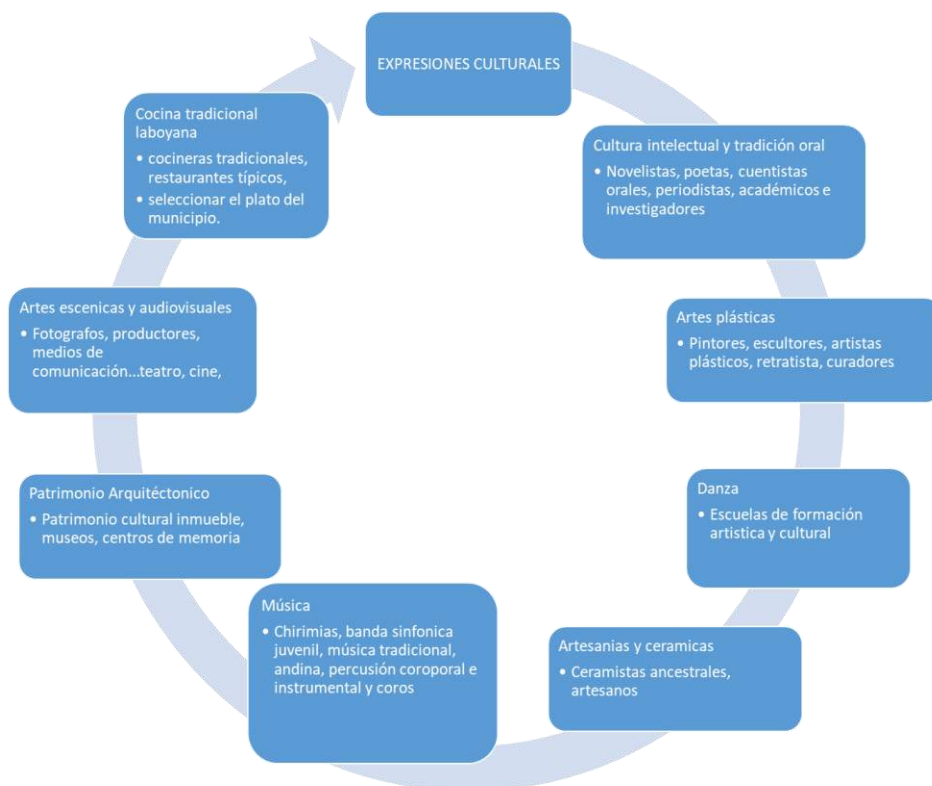 EXPRESIONES CULTURALES
Cultura intelectual y tradición oral
• Novelistas, poetas, cuentistas
orales, periodistas, académicos e
investigadores
Artes plásticas
• Pintores, escultores, artistas
plásticos, retratista, curadores
Danza
• Escuelas de formación
artistica y cultural
Artesanias y ceramicas
• Ceramistas ancestrales,
artesanos
Música
• Chirimias, banda sinfonica
juvenil, música tradicional,
andina, percusión coroporal e
instrumental y coros
Patrimonio Arquitéctonico
• Patrimonio cultural inmueble,
museos, centros de memoria
Artes escenicas y audiovisuales
• Fotografos, productores,
medios de
comunicación...teatro, cine,
Cocina tradicional
laboyana
• cocineras tradicionales,
restaurantes típicos,
• seleccionar el plato del
municipio.